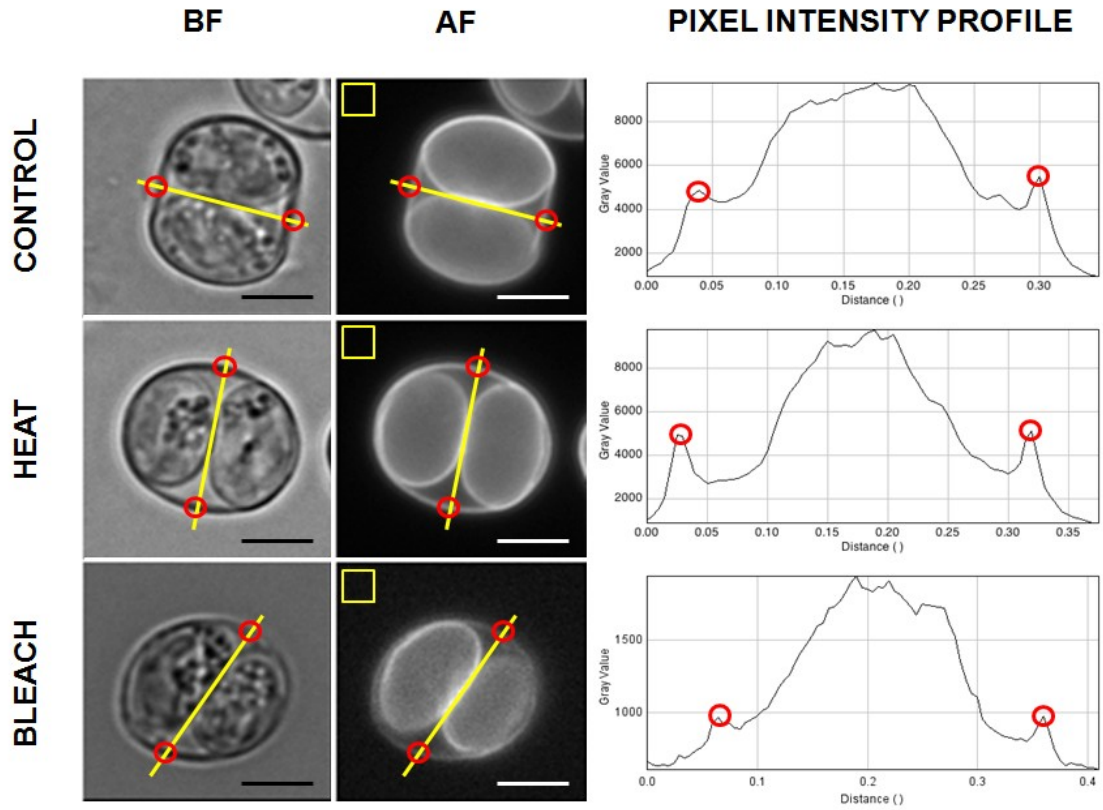 BF AF PIXEL INTENSITY PROFILE
CONTROL
Gray Value
8000
6000
4000
2000
0.00 0.05 0.10 0.15 0.20 0.25 0.30
Distance ( )
HEAT
Gray Value
8000
6000
4000
2000
0.00 0.05 0.10 0.15 0.20 0.25 0.30 0.35
Distance ( )
BLEACH
Gray Value
1500
1000
0.0 0.1 0.2 0.3 0.4
Distance ( )